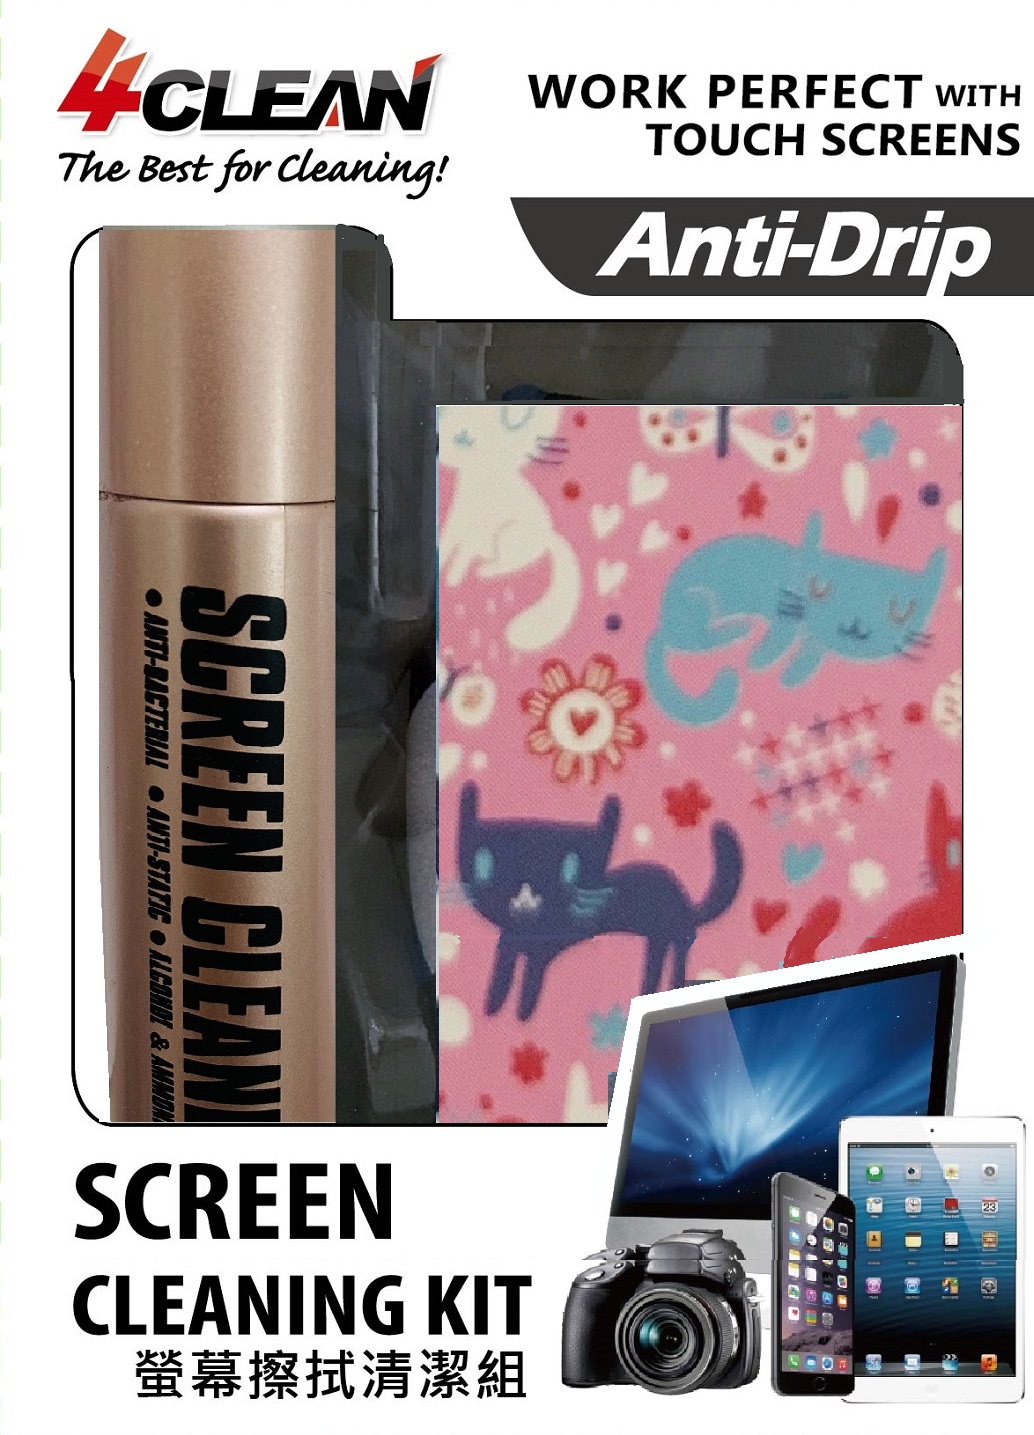 4CLEAN
The Best for Cleaning!
WORK PERFECT WITH
TOUCH SCREENS
Anti-Drip
SCREEN CLEAN
• ANTI-BACTERIAL • ANTI-STATIC • ALCOHOL &
SCREEN
CLEANING KIT
螢幕擦拭清潔組